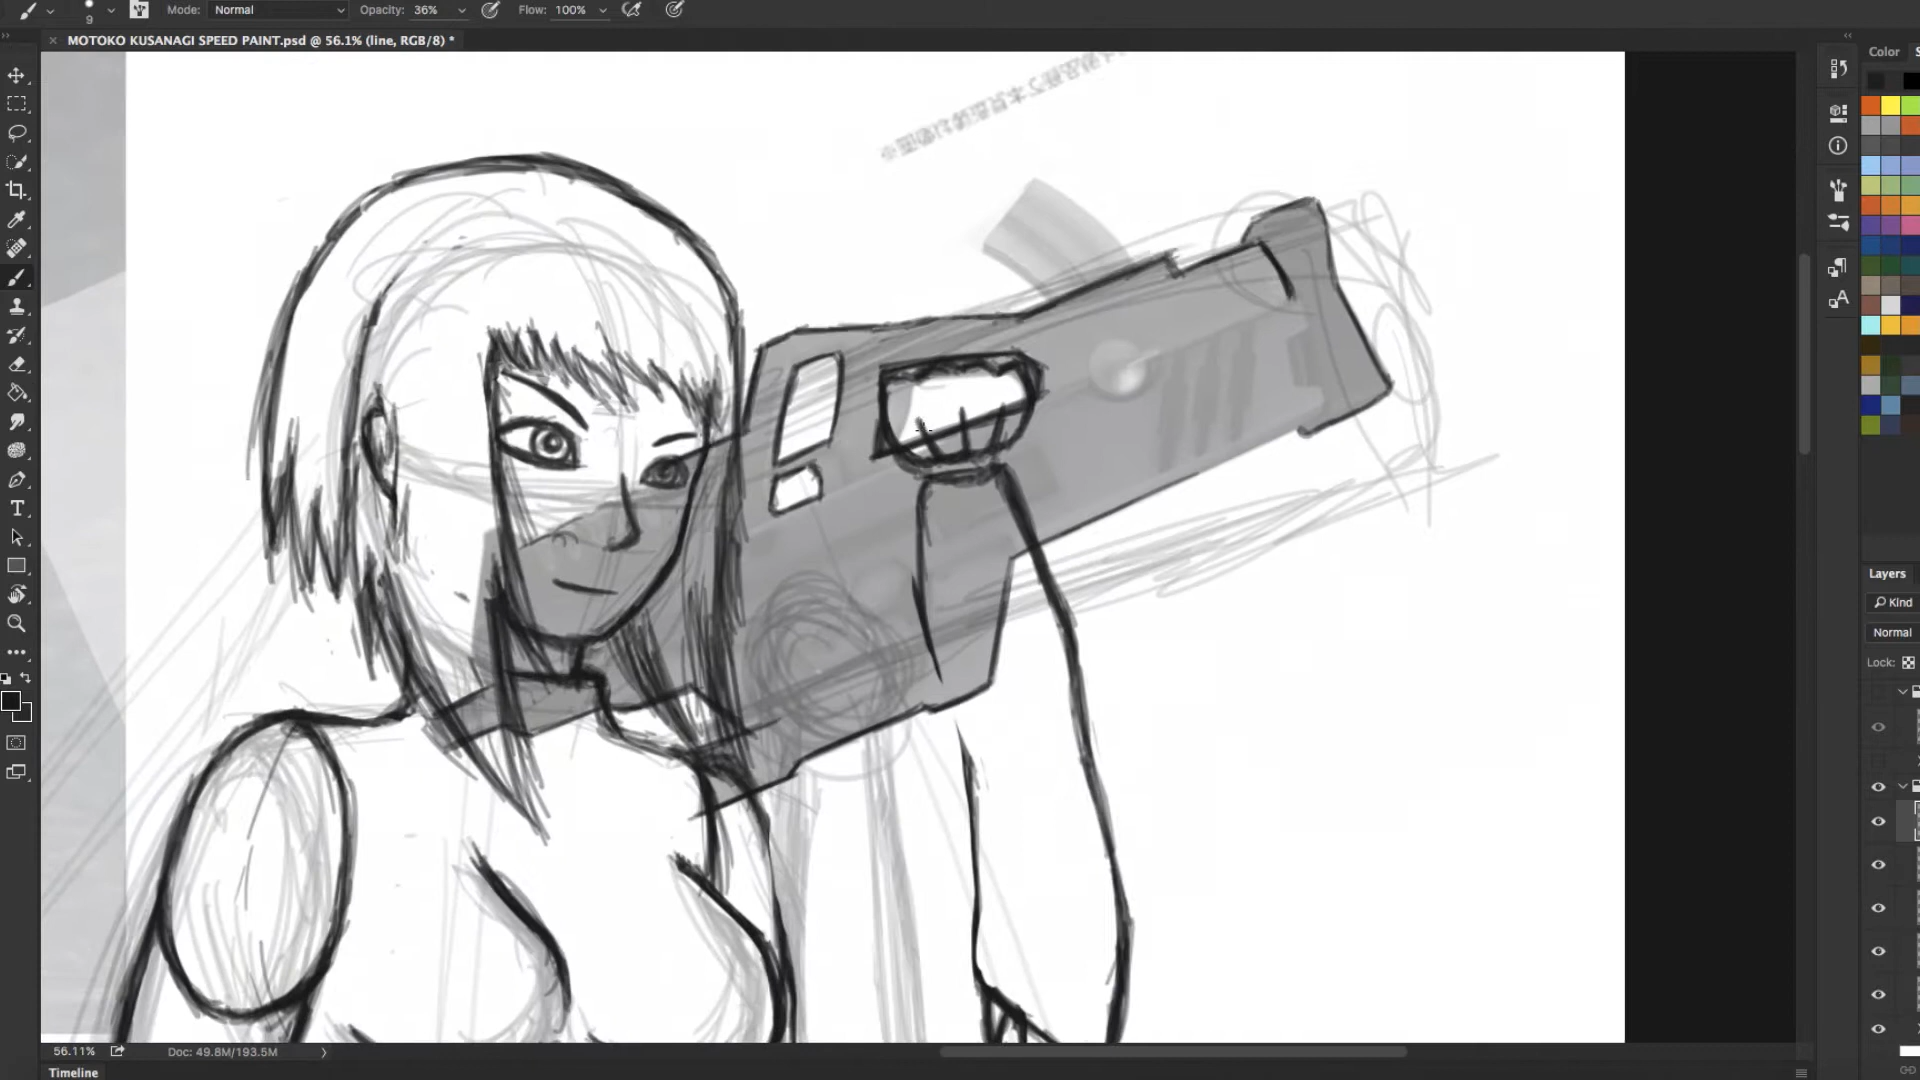 9
Mode: Normal
Opacity: 36%
Flow: 100%
× MOTOKO KUSANAGI SPEED PAINT.psd @ 56.1% (line, RGB/8) *
Color
Layers
Kind
Normal
Lock:
56.11%
Doc: 49.8M/193.5M
Timeline